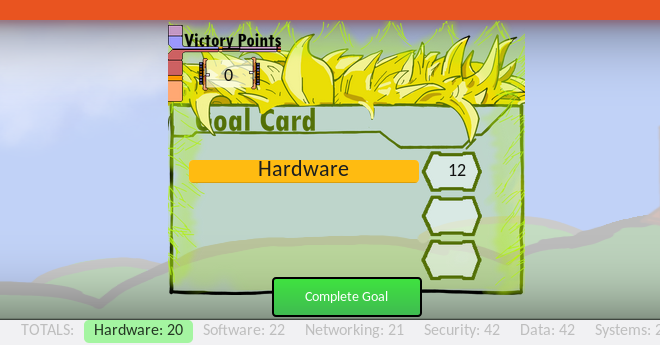 Victory Points
0
Goal Card
Hardware 12
Complete Goal
TOTALS: Hardware: 20 Software: 22 Networking: 21 Security: 42 Data: 42 Systems: